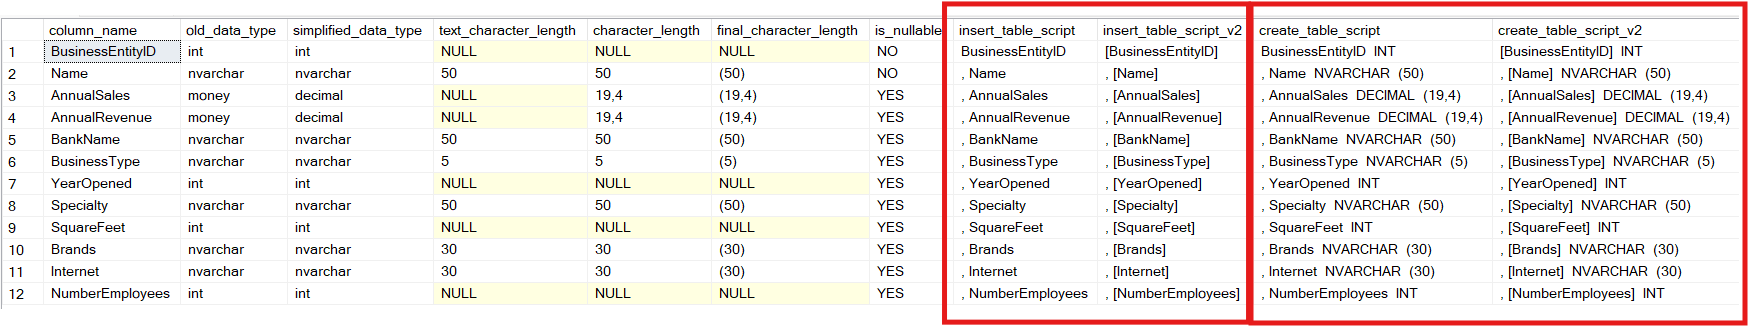 column_name old_data_type simplified_data_type text_character_length character_length final_character_length is_nullable insert_table_script insert_table_script_v2 create_table_script create_table_script_v2
1 BusinessEntityID int int NULL NULL NULL NO BusinessEntityID [BusinessEntityID] BusinessEntityID INT [BusinessEntityID] INT
2 Name nvarchar nvarchar 50 50 (50) NO , Name , [Name] , Name NVARCHAR (50) , [Name] NVARCHAR (50)
3 AnnualSales money decimal NULL 19,4 (19,4) YES , AnnualSales , [AnnualSales] , AnnualSales DECIMAL (19,4) , [AnnualSales] DECIMAL (19,4)
4 AnnualRevenue money decimal NULL 19,4 (19,4) YES , AnnualRevenue , [AnnualRevenue] , AnnualRevenue DECIMAL (19,4) , [AnnualRevenue] DECIMAL (19,4)
5 BankName nvarchar nvarchar 50 50 (50) YES , BankName , [BankName] , BankName NVARCHAR (50) , [BankName] NVARCHAR (50)
6 BusinessType nvarchar nvarchar 5 5 (5) YES , BusinessType , [BusinessType] , BusinessType NVARCHAR (5) , [BusinessType] NVARCHAR (5)
7 YearOpened int int NULL NULL NULL YES , YearOpened , [YearOpened] , YearOpened INT , [YearOpened] INT
8 Specialty nvarchar nvarchar 50 50 (50) YES , Specialty , [Specialty] , Specialty NVARCHAR (50) , [Specialty] NVARCHAR (50)
9 SquareFeet int int NULL NULL NULL YES , SquareFeet , [SquareFeet] , SquareFeet INT , [SquareFeet] INT
10 Brands nvarchar nvarchar 30 30 (30) YES , Brands , [Brands] , Brands NVARCHAR (30) , [Brands] NVARCHAR (30)
11 Internet nvarchar nvarchar 30 30 (30) YES , Internet , [Internet] , Internet NVARCHAR (30) , [Internet] NVARCHAR (30)
12 NumberEmployees int int NULL NULL NULL YES , NumberEmployees , [NumberEmployees] , NumberEmployees INT , [NumberEmployees] INT